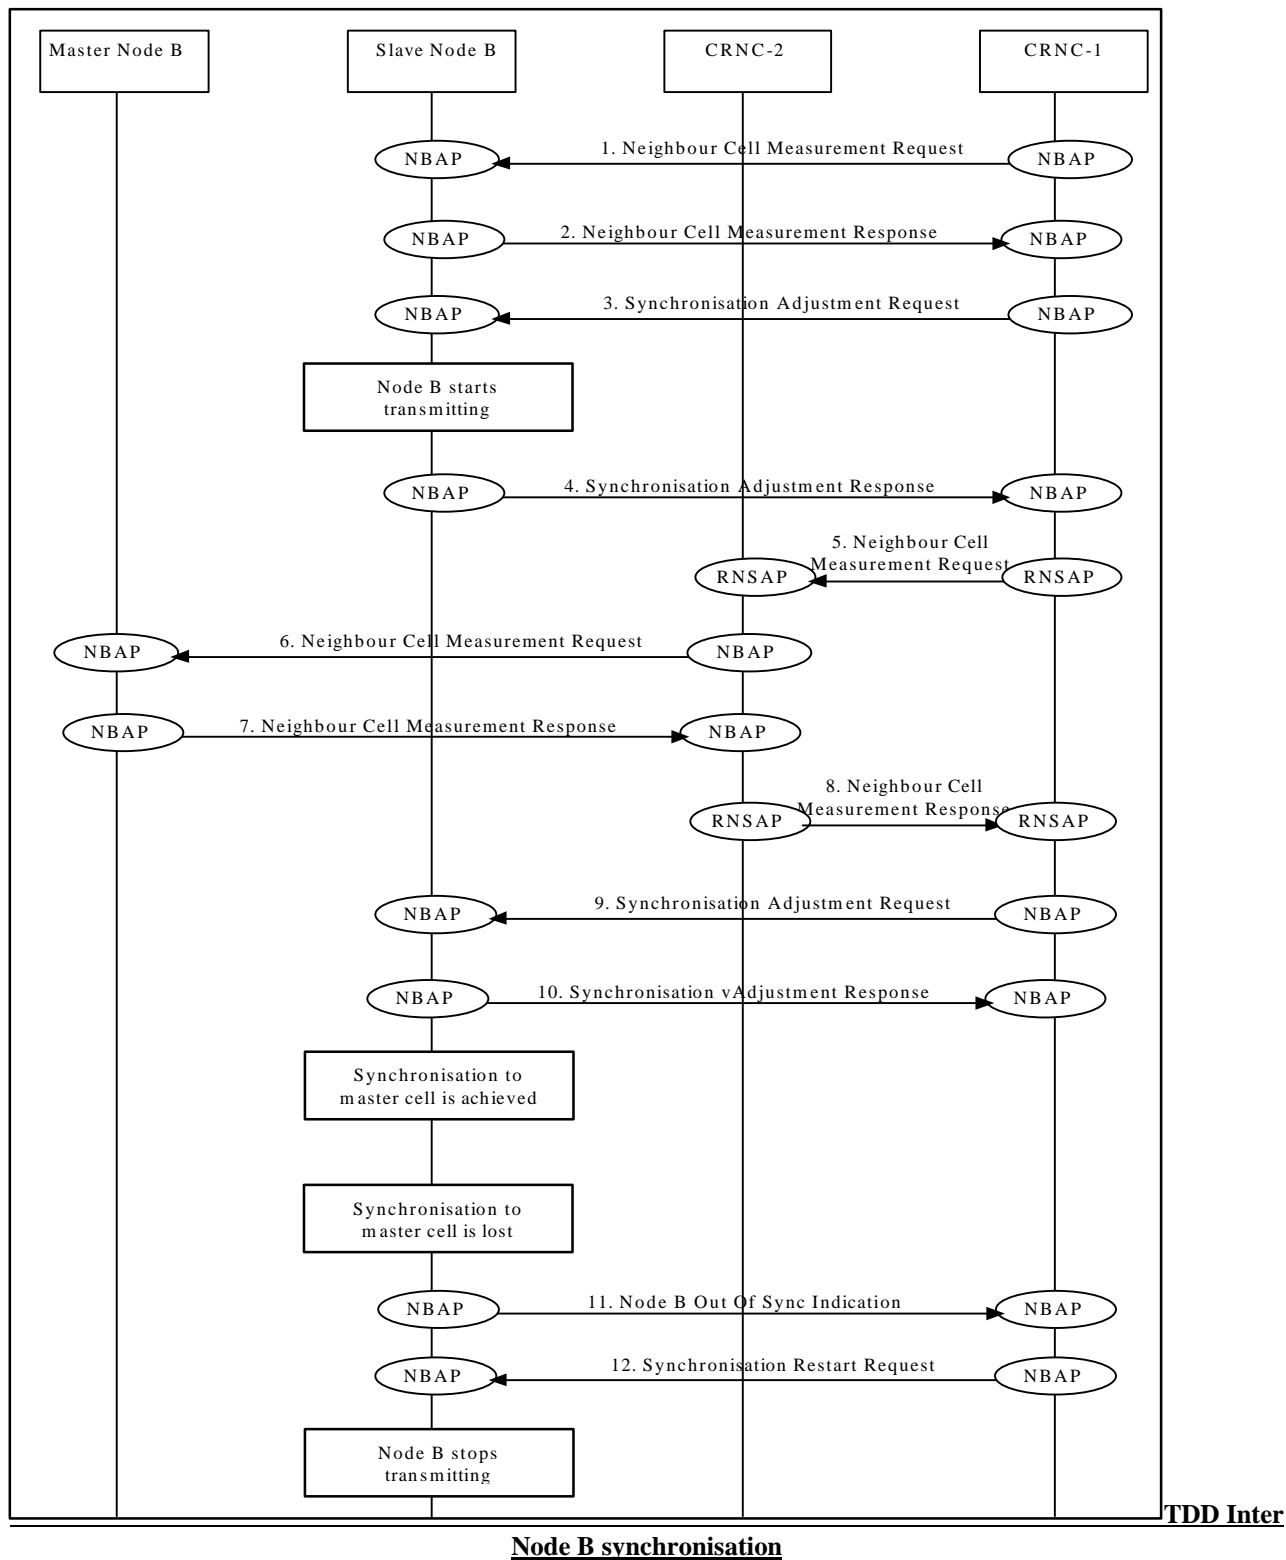 Master Node B
Slave Node B
CRNC-2
CRNC-1
1. Neighbour Cell Measurement Request
NBAP
NBAP
2. Neighbour Cell Measurement Response
NBAP
NBAP
3. Synchronisation Adjustment Request
NBAP
NBAP
Node B starts
transmitting
4. Synchronisation Adjustment Response
NBAP
NBAP
5. Neighbour Cell
Measurement Request
RNSAP
RNSAP
6. Neighbour Cell Measurement Request
NBAP
NBAP
7. Neighbour Cell Measurement Response
NBAP
NBAP
8. Neighbour Cell
Measurement Response
RNSAP
RNSAP
9. Synchronisation Adjustment Request
NBAP
NBAP
10. Synchronisation vAdjustment Response
NBAP
NBAP
Synchronisation to
master cell is achieved
Synchronisation to
master cell is lost
11. Node B Out Of Sync Indication
NBAP
NBAP
12. Synchronisation Restart Request
NBAP
NBAP
Node B stops
transmitting
TDD Inter
Node B synchronisation